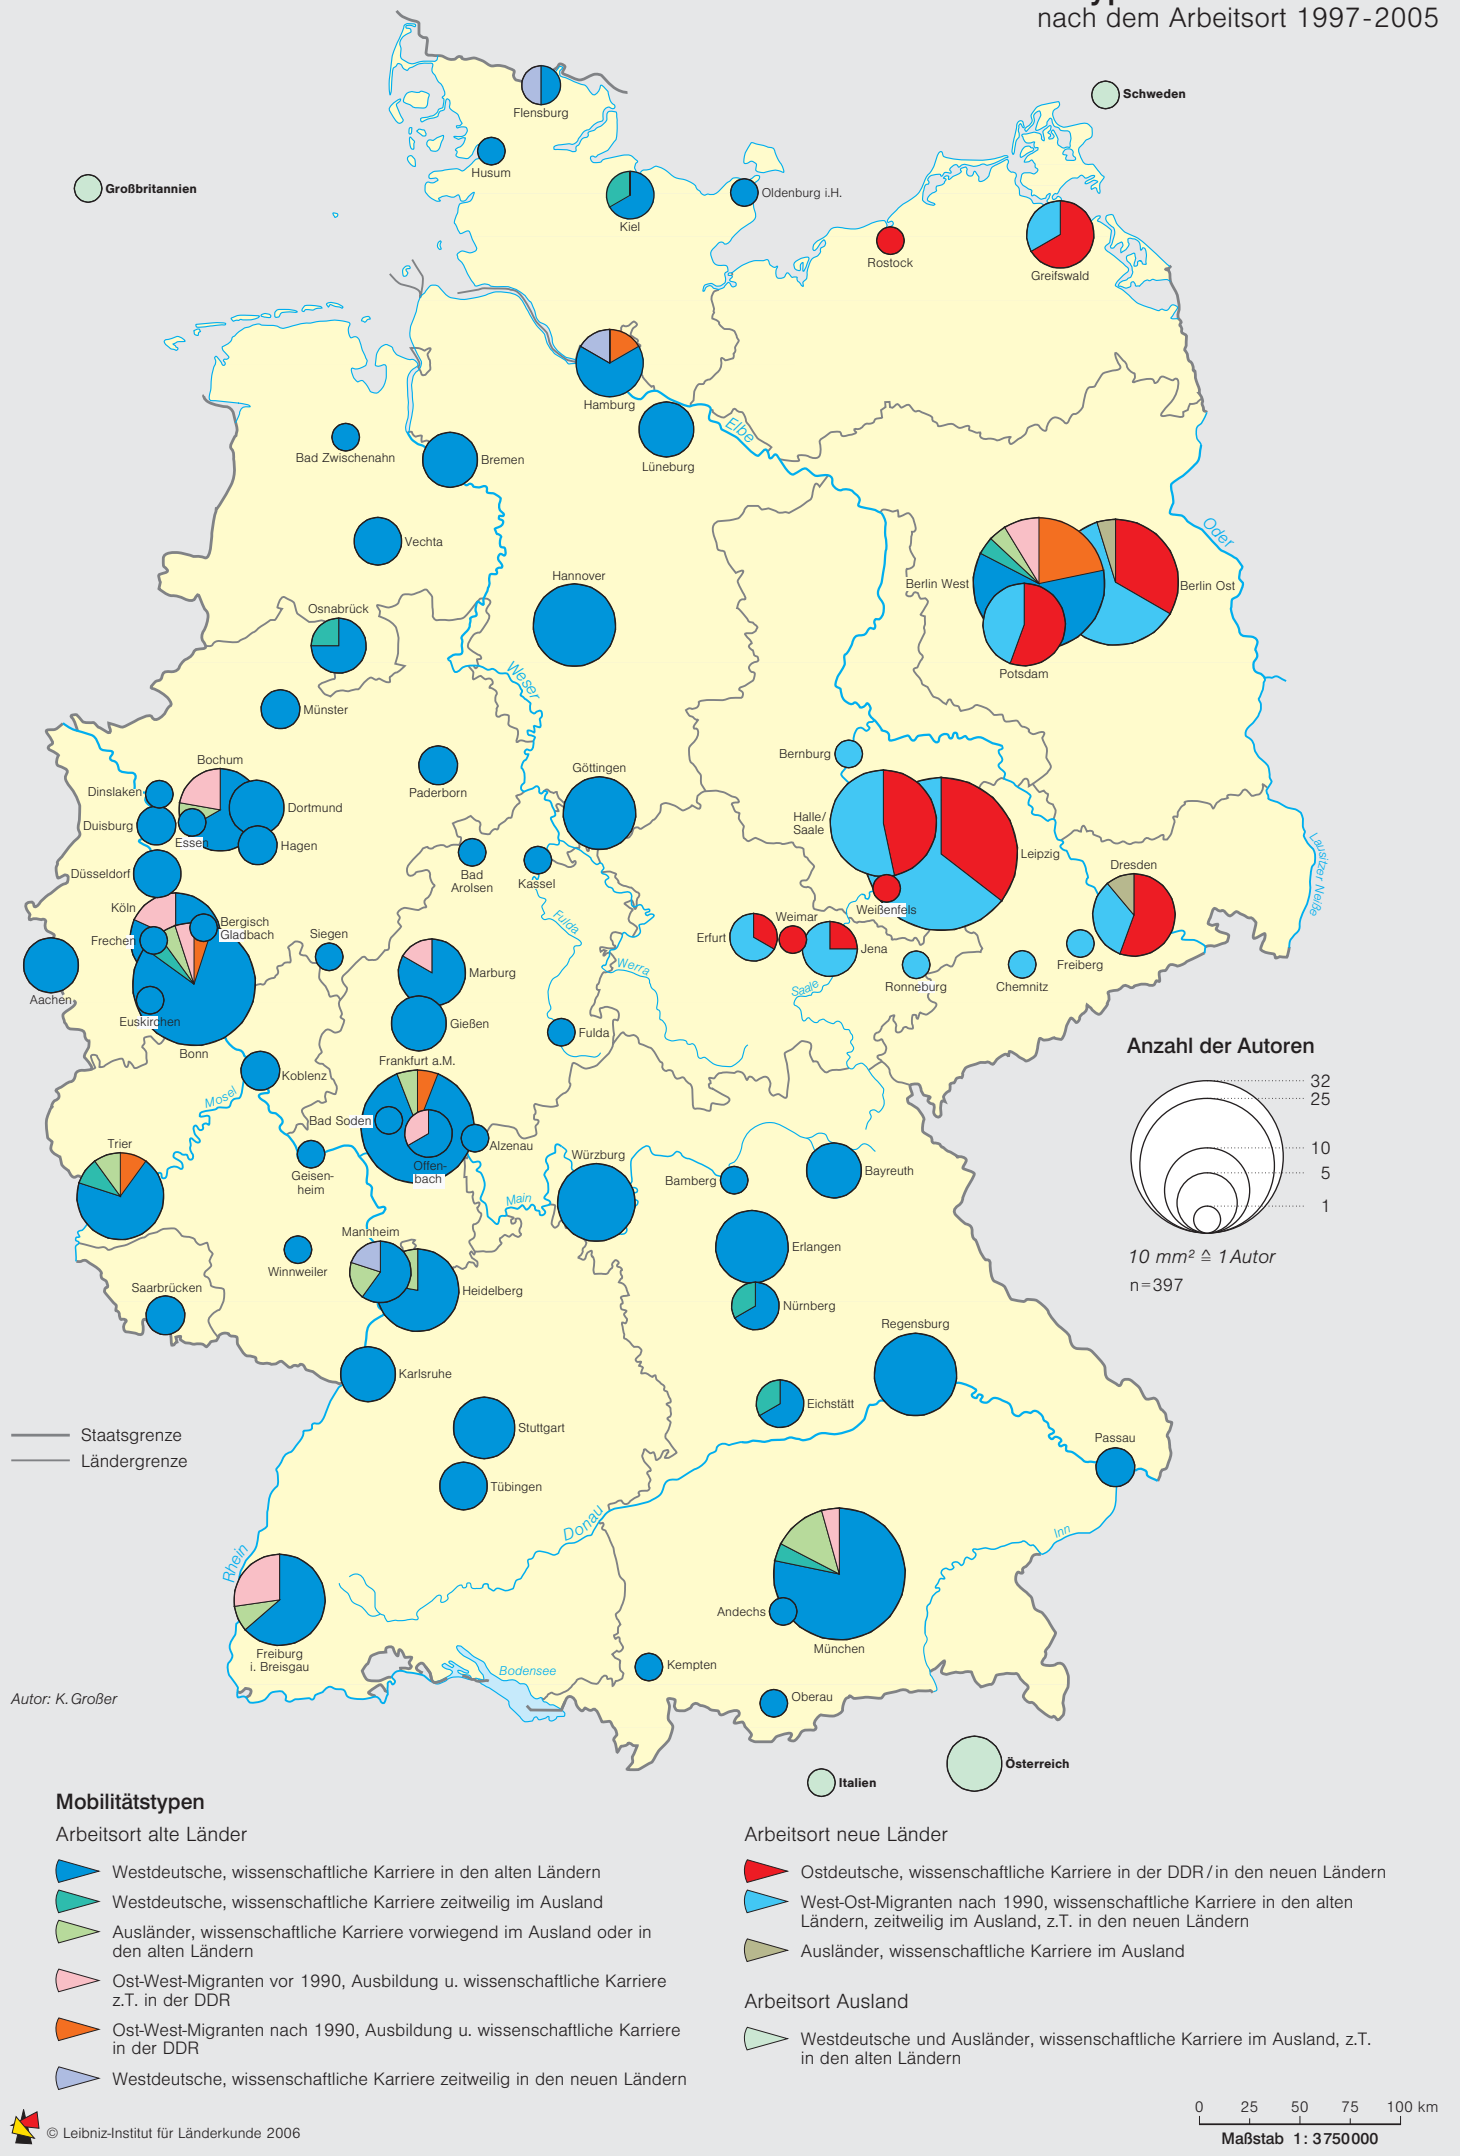 nach dem Arbeitsort 1997-2005
Schweden
Flensburg
Husum
Großbritannien
Oldenburg i.H.
Kiel
Rostock
Greifswald
Hamburg
Elbe
Bad Zwischenahn
Bremen
Lüneburg
Vechta
Oder
Hannover
Berlin West
Berlin Ost
Osnabrück
Weser
Potsdam
Münster
Bernburg
Bochum
Göttingen
Dinslaken
Paderborn
Dortmund
Duisburg
Essen
Hagen
Halle/
Saale
Leipzig
Lausitzer Neiße
Düsseldorf
Bad
Arolsen
Kassel
Dresden
Köln
Bergisch
Gladbach
Weißenfels
Weimar
Fulda
Frechen
Siegen
Erfurt
Jena
Freiberg
Marburg
Werra
Saale
Ronneburg
Chemnitz
Aachen
Euskirchen
Gießen
Fulda
Bonn
Frankfurt a.M.
Koblenz
Mosel
Bad Soden
Alzenau
Trier
Offen-
bach
Geisen-
heim
Würzburg
Bamberg
Bayreuth
Main
Mannheim
Erlangen
Winnweiler
Heidelberg
Saarbrücken
Nürnberg
Regensburg
Karlsruhe
Eichstätt
Stuttgart
Passau
Tübingen
Donau
Inn
Rhein
Andechs
München
Freiburg
i. Breisgau
Bodensee
Kempten
Oberau
Österreich
Italien
Anzahl der Autoren
32
25
10
5
1
10 mm² ≙ 1 Autor
n=397
Staatsgrenze
Ländergrenze
Autor: K. Großer
Mobilitätstypen
Arbeitsort alte Länder
Westdeutsche, wissenschaftliche Karriere in den alten Ländern
Westdeutsche, wissenschaftliche Karriere zeitweilig im Ausland
Ausländer, wissenschaftliche Karriere vorwiegend im Ausland oder in
den alten Ländern
Ost-West-Migranten vor 1990, Ausbildung u. wissenschaftliche Karriere
z.T. in der DDR
Ost-West-Migranten nach 1990, Ausbildung u. wissenschaftliche Karriere
in der DDR
Westdeutsche, wissenschaftliche Karriere zeitweilig in den neuen Ländern
Arbeitsort neue Länder
Ostdeutsche, wissenschaftliche Karriere in der DDR/in den neuen Ländern
West-Ost-Migranten nach 1990, wissenschaftliche Karriere in den alten
Ländern, zeitweilig im Ausland, z.T. in den neuen Ländern
Ausländer, wissenschaftliche Karriere im Ausland
Arbeitsort Ausland
Westdeutsche und Ausländer, wissenschaftliche Karriere im Ausland, z.T.
in den alten Ländern
© Leibniz-Institut für Länderkunde 2006
0 25 50 75 100 km
Maßstab 1: 3750000